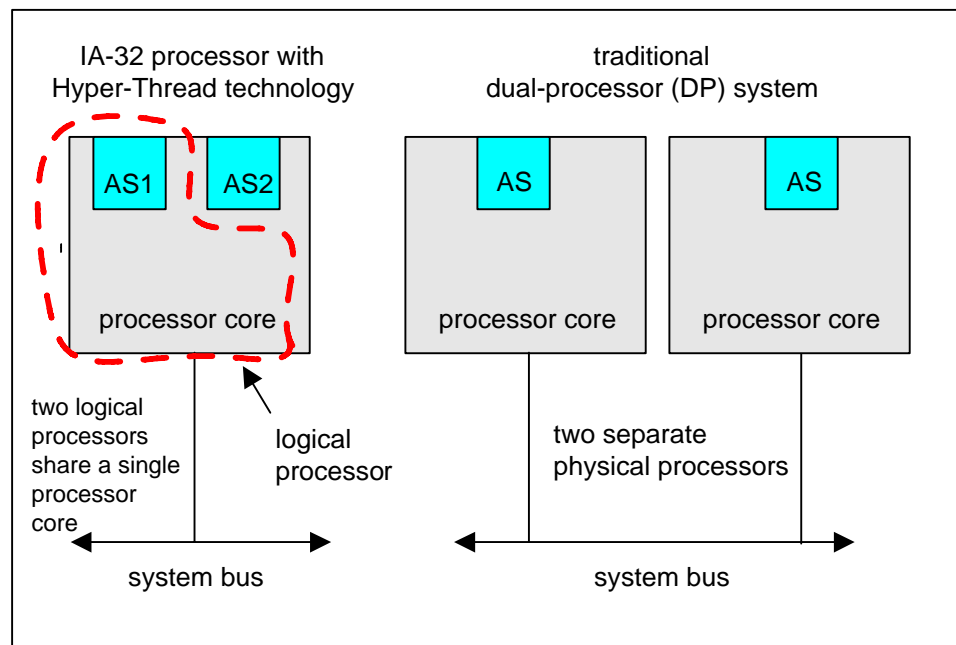 IA-32 processor with
Hyper-Thread technology
traditional
dual-processor (DP) system
AS1
AS2
AS
AS
processor core
processor core
processor core
two logical
processors
share a single
processor
core
logical
processor
two separate
physical processors
system bus
system bus